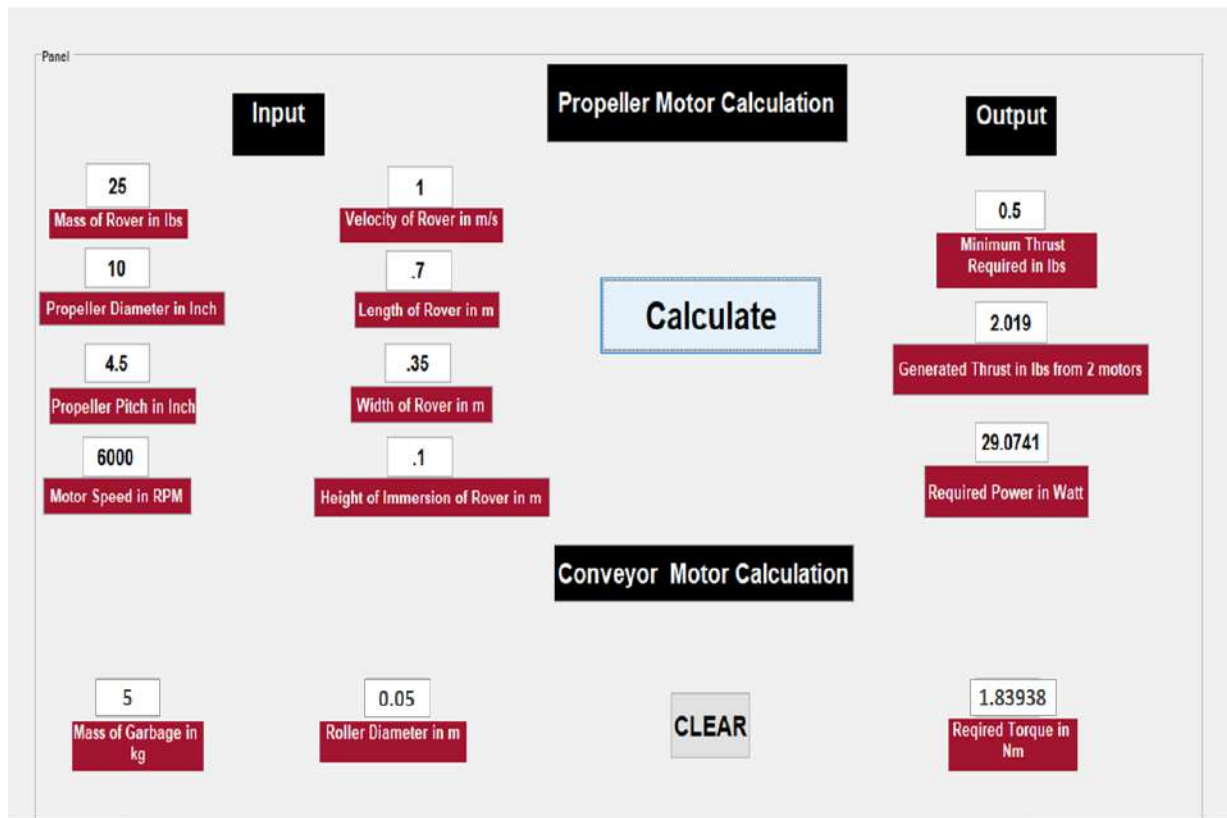 Panel
Input
Propeller Motor Calculation
Output
25
Mass of Rover in lbs
1
Velocity of Rover in m/s
0.5
Minimum Thrust
Required in lbs
10
Propeller Diameter in Inch
.7
Length of Rover in m
Calculate
2.019
Generated Thrust in lbs from 2 motors
4.5
Propeller Pitch in Inch
.35
Width of Rover in m
6000
Motor Speed in RPM
.1
Height of Immersion of Rover in m
29.0741
Required Power in Watt
Conveyor Motor Calculation
5
Mass of Garbage in
kg
0.05
Roller Diameter in m
CLEAR
1.83938
Reqired Torque in
Nm